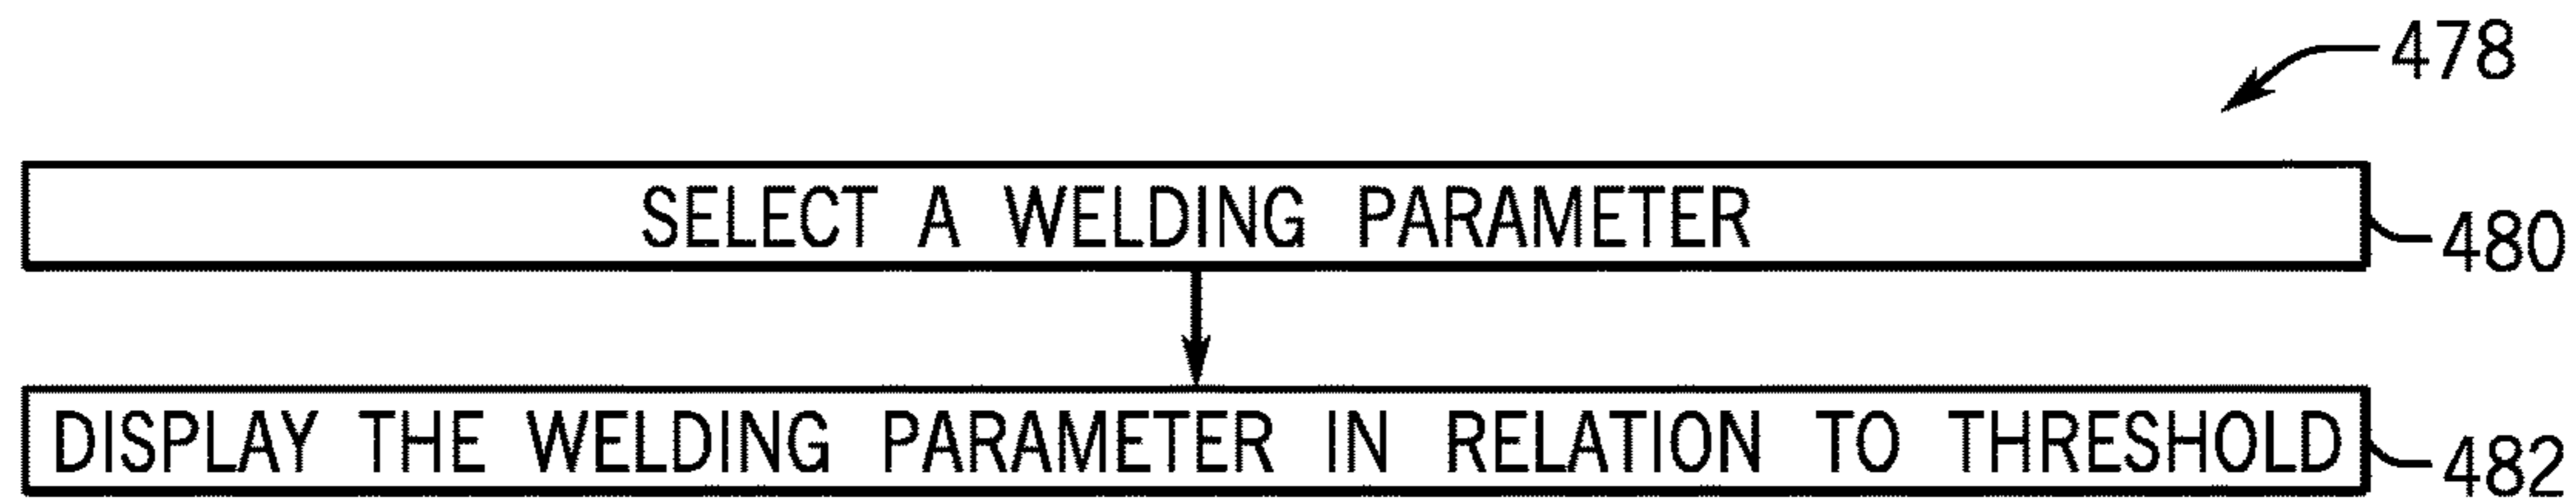 478
SELECT A WELDING PARAMETER
480
DISPLAY THE WELDING PARAMETER IN RELATION TO THRESHOLD
482